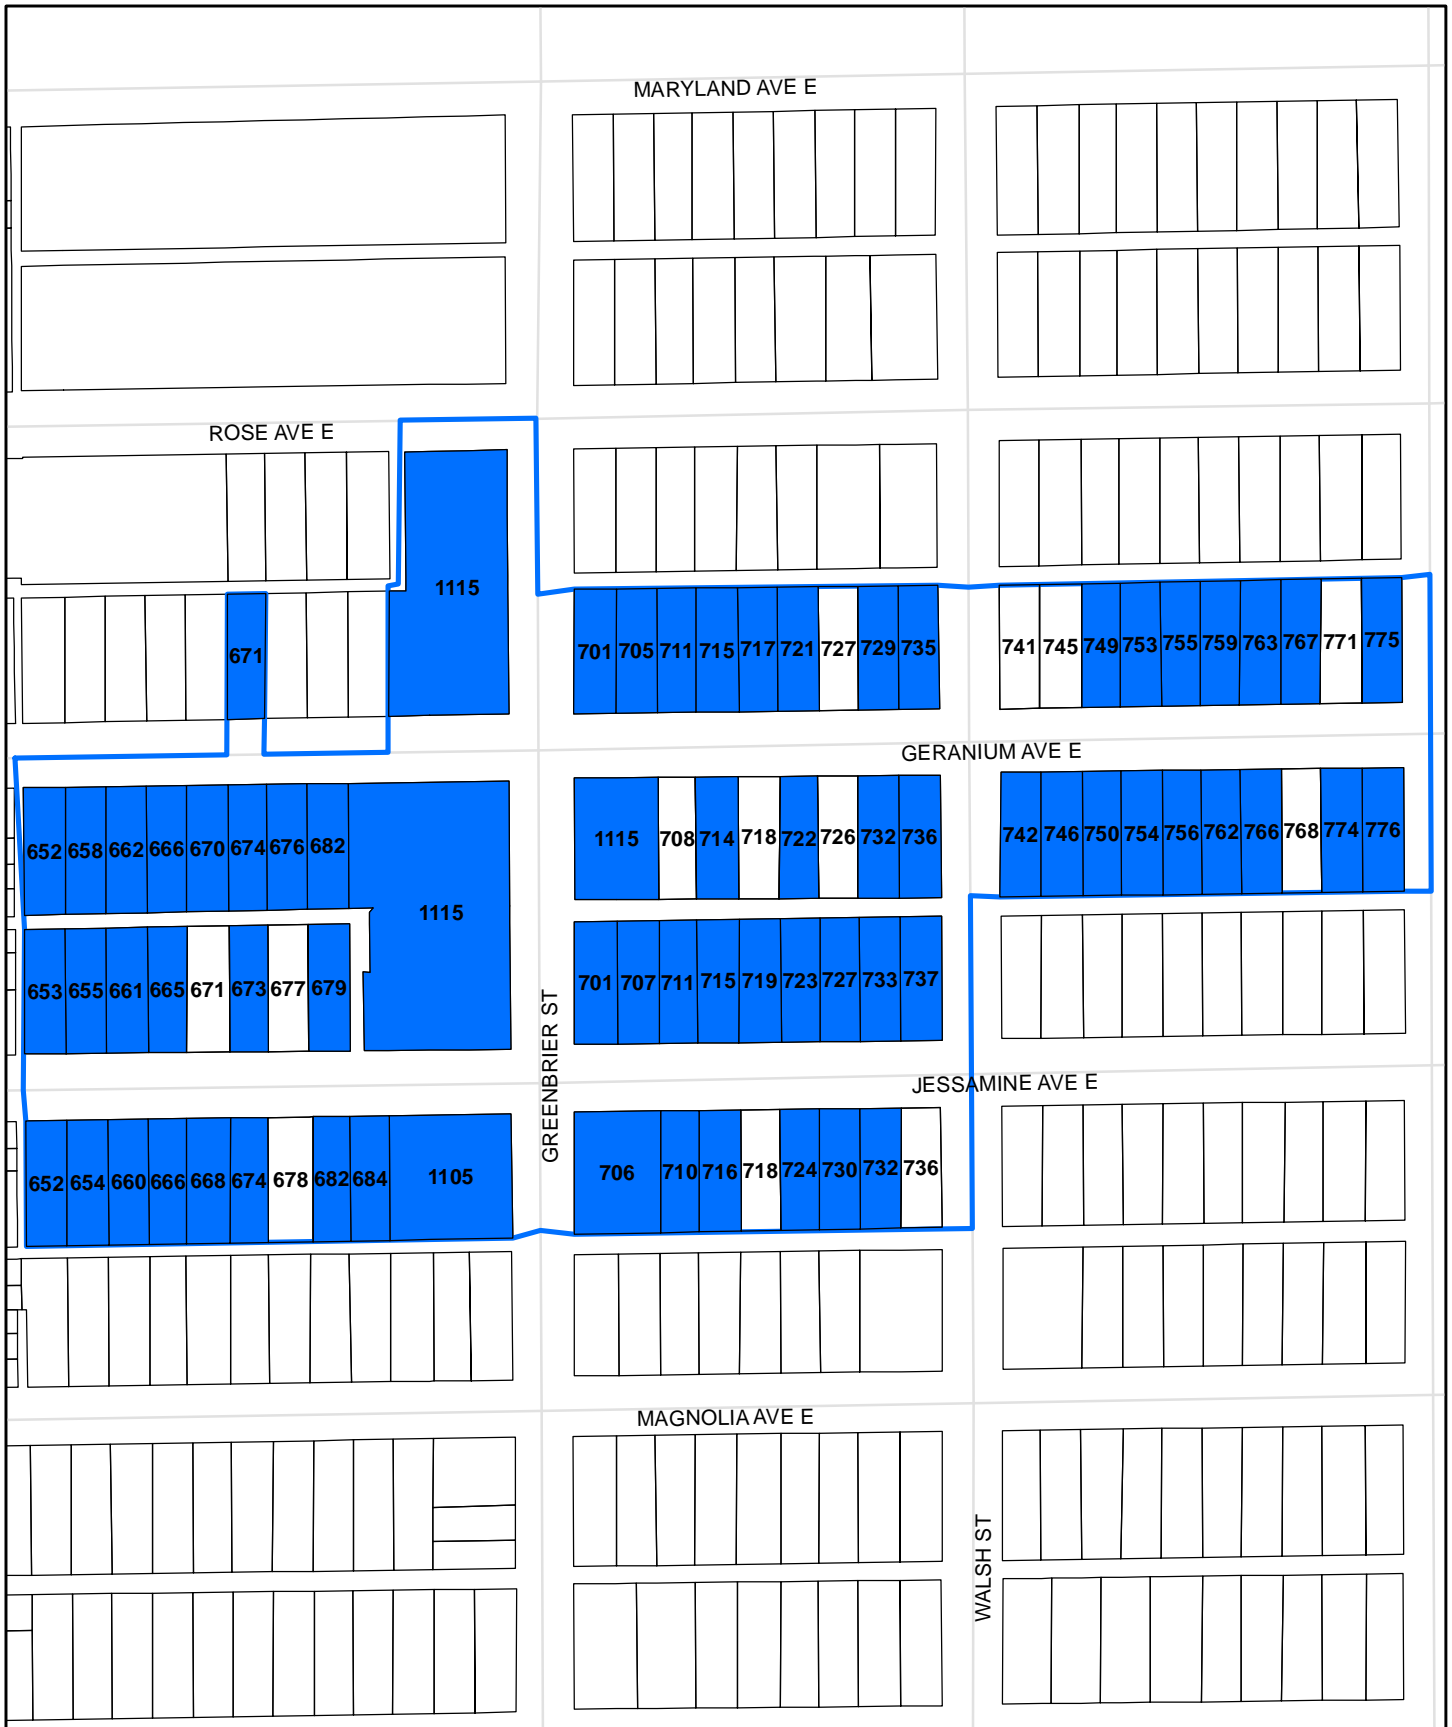 MARYLAND AVE E
ROSE AVE E
1115
671
701 705 711 715 717 721 727 729 735
741 745 749 753 755 759 763 767 771 775
GERANIUM AVE E
652 658 662 666 670 674 676 682
1115
1115 708 714 718 722 726 732 736
742 746 750 754 756 762 766 768 774 776
653 655 661 665 671 673 677 679
701 707 711 715 719 723 727 733 737
GREENBRIER ST
JESSAMINE AVE E
652 654 660 666 668 674 678 682 684 1105
706 710 716 718 724 730 732 736
MAGNOLIA AVE E
WALSH ST